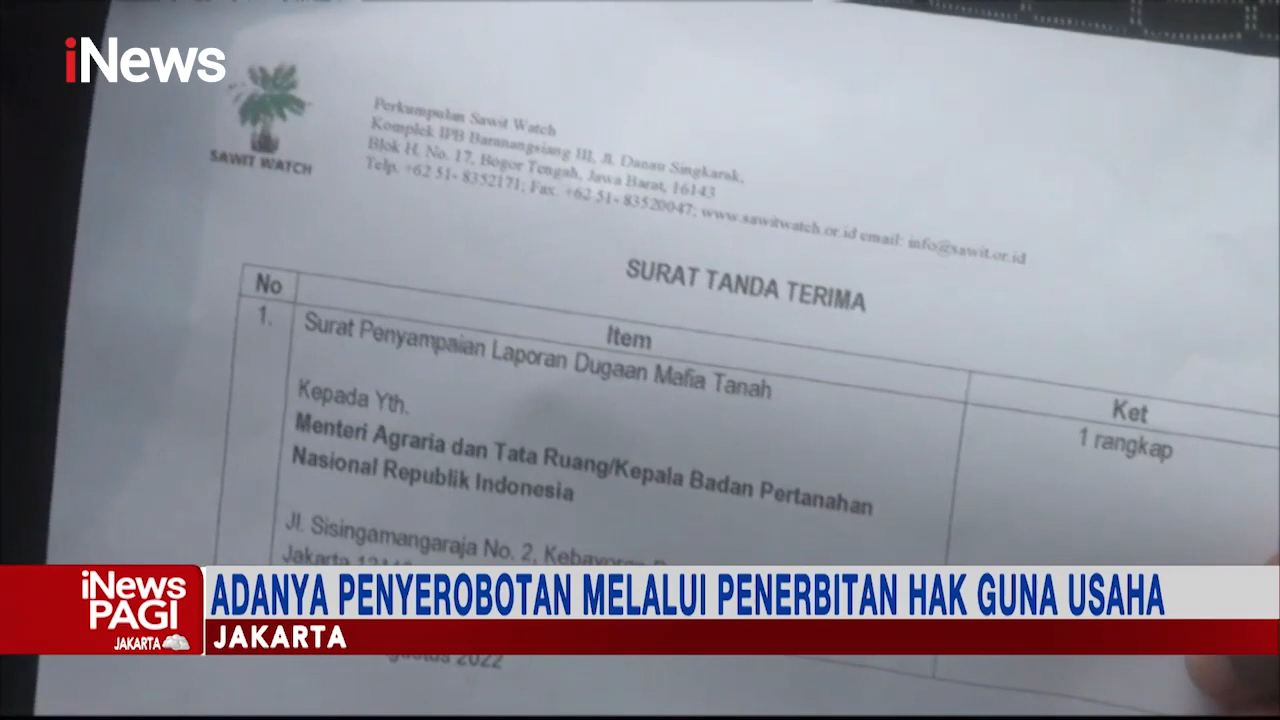 iNews
SAWIT WATCH
Perkumpulan Sawit Watch
Komplek IPB Baranangsiang III, Jl. Danau Singkarak,
Blok H. No. 17, Bogor Tengah, Jawa Barat, 16143
Telp. +62 51- 8352171; Fax. +62 51- 83520047; www.sawitwatch.or.id email: info@sawit.or.id
SURAT TANDA TERIMA
No Item Ket
1. Surat Penyampaian Laporan Dugaan Mafia Tanah 1 rangkap
Kepada Yth.
Menteri Agraria dan Tata Ruang/Kepala Badan Pertanahan
Nasional Republik Indonesia
Jl. Sisingamangaraja No. 2,
Jakarta
iNews
PAGI
JAKARTA
ADANYA PENYEROBOTAN MELALUI PENERBITAN HAK GUNA USAHA
JAKARTA
2022